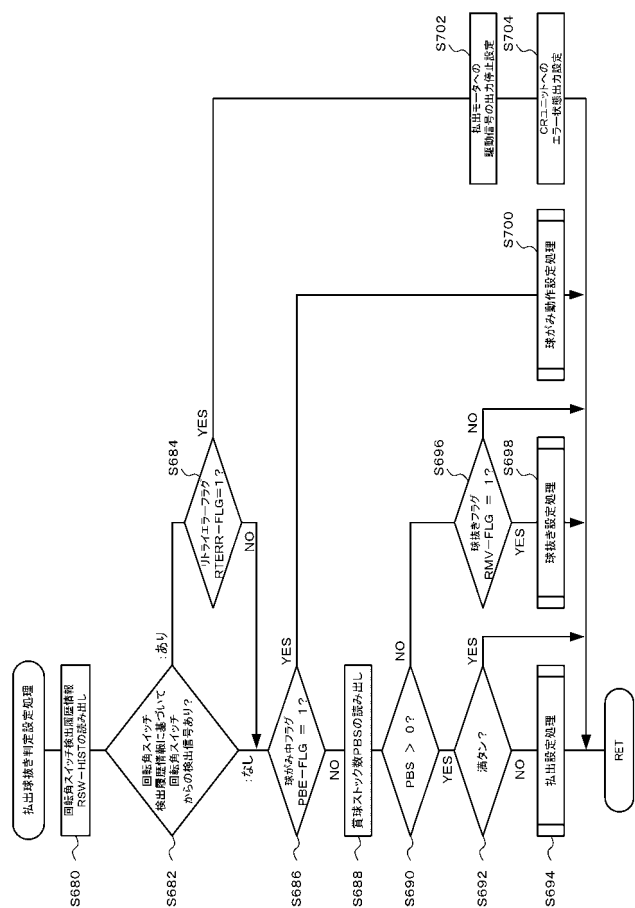 払出球抜き判定設定処理
S680
回転角スイッチ検出履歴情報
RSW-HISTの読み出し
S682
回転角スイッチ
検出履歴情報に基づいて
回転角スイッチ
からの検出信号あり?
:あり
:なし
S684
リトライエラーフラグ
RTERR-FLG=1?
YES
NO
S686
球がみ中フラグ
PBE-FLG = 1?
YES
NO
S688
賞球ストック数PBSの読み出し
S690
PBS > 0?
NO
YES
S692
満タン?
YES
NO
S694
払出設定処理
S696
球抜きフラグ
RMV-FLG = 1?
NO
YES
S698
球抜き設定処理
S700
球がみ動作設定処理
S702
払出モータへの
駆動信号の出力停止設定
S704
CRユニットへの
エラー状態出力設定
RET